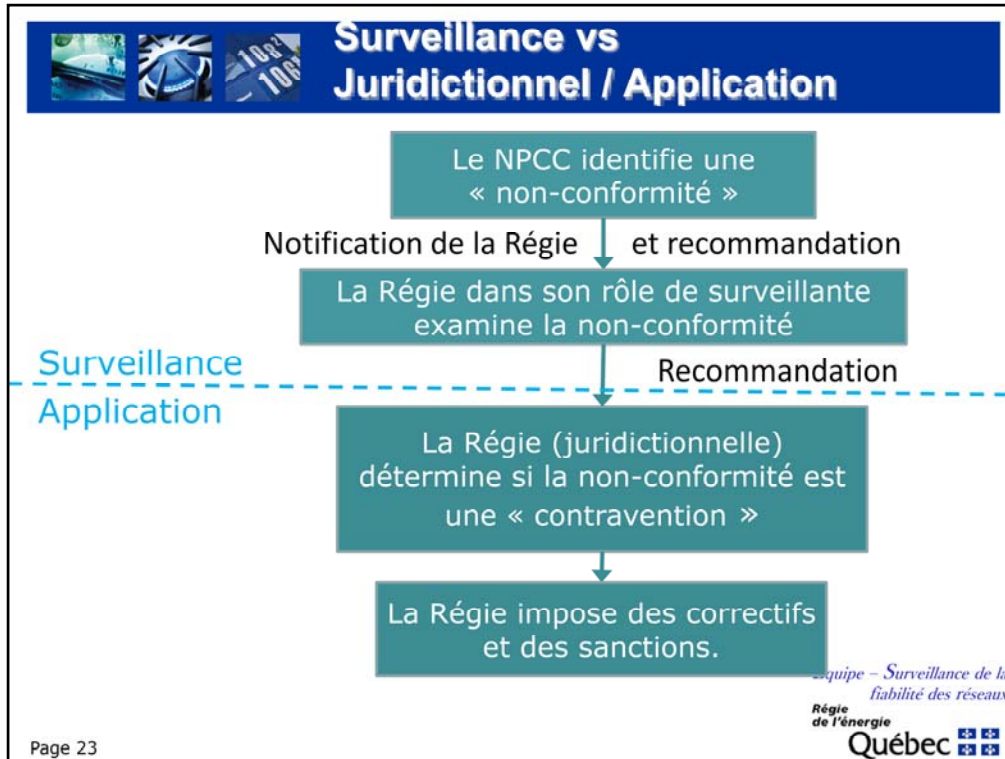 Surveillance vs
Juridictionnel / Application
Le NPCC identifie une
« non-conformité »
Notification de la Régie et recommandation
La Régie dans son rôle de surveillante
examine la non-conformité
Surveillance
Recommandation
Application
La Régie (juridictionnelle)
détermine si la non-conformité est
une « contravention »
La Régie impose des correctifs
et des sanctions.
Équipe – Surveillance de la
fiabilité des réseaux
Régie
de l'énergie
Québec
Page 23